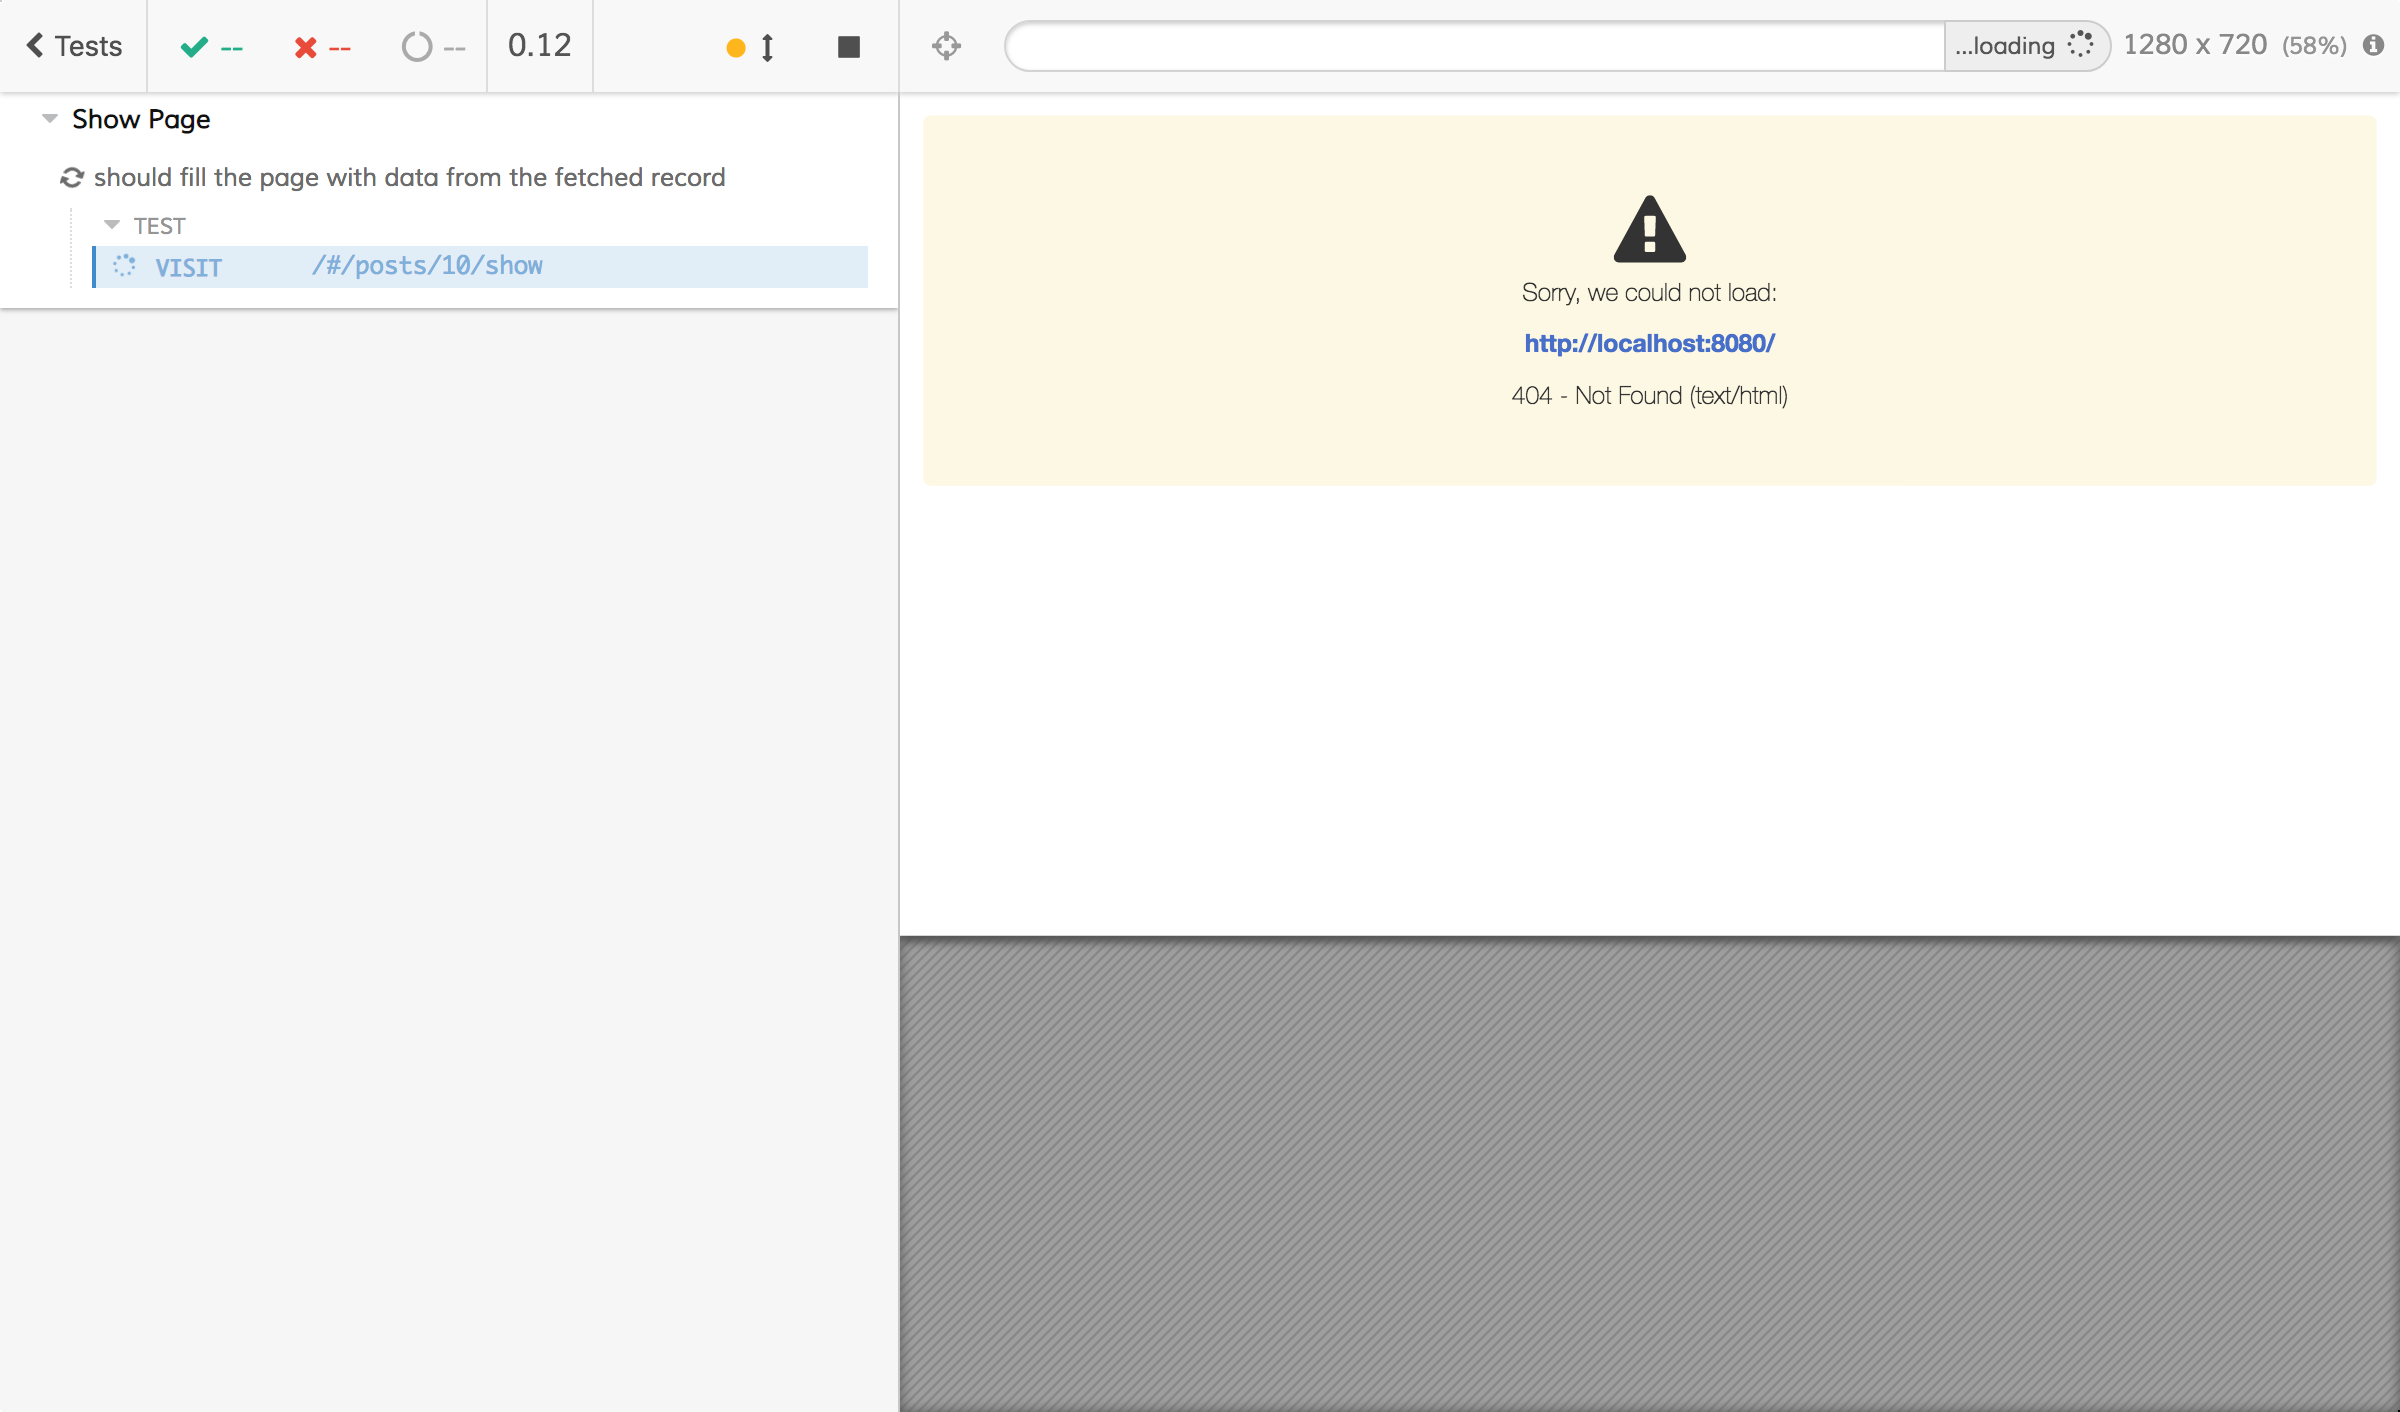 Tests -- -- -- 0.12
...loading 1280 x 720 (58%)
Show Page
should fill the page with data from the fetched record
TEST
VISIT /#/posts/10/show
Sorry, we could not load:
http://localhost:8080/
404 - Not Found (text/html)